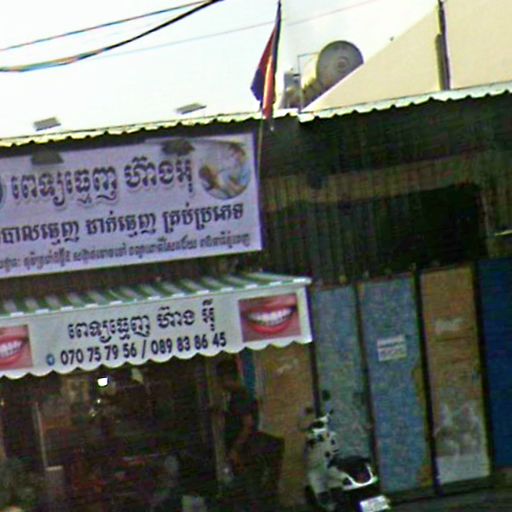 ពេទ្យធ្មេញ ហ៊ាងអ៊ី
បាលធ្មេញ ដាក់ធ្មេញ គ្រប់ប្រភេទ
ពេទ្យធ្មេញ ហ៊ាង អ៊ី
070 75 79 56 / 089 83 86 45